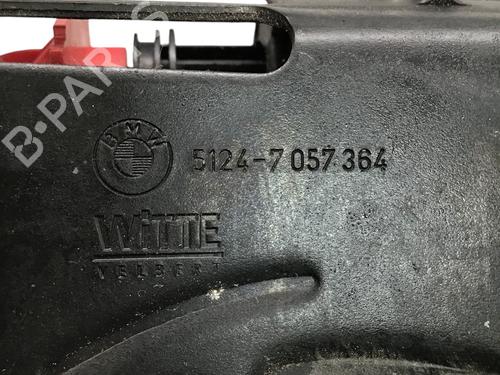 B-PARTS
BMW
5124-7 057 364
WiTTE
VELBERT